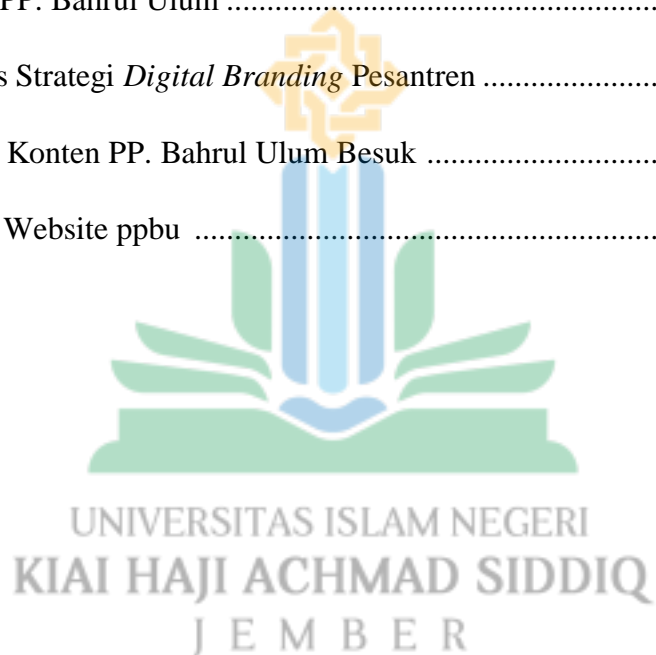 PP. Bahrul Ulum ...............................................................
s Strategi Digital Branding Pesantren .........................
Konten PP. Bahrul Ulum Besuk .................................
Website ppbu ..................................................................
UNIVERSITAS ISLAM NEGERI
KIAI HAJI ACHMAD SIDDIQ
JEMBER